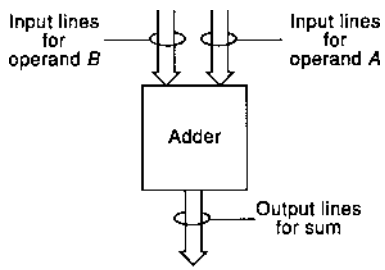 Input lines
for
operand B
Input lines
for
operand A
Adder
Output lines
for sum